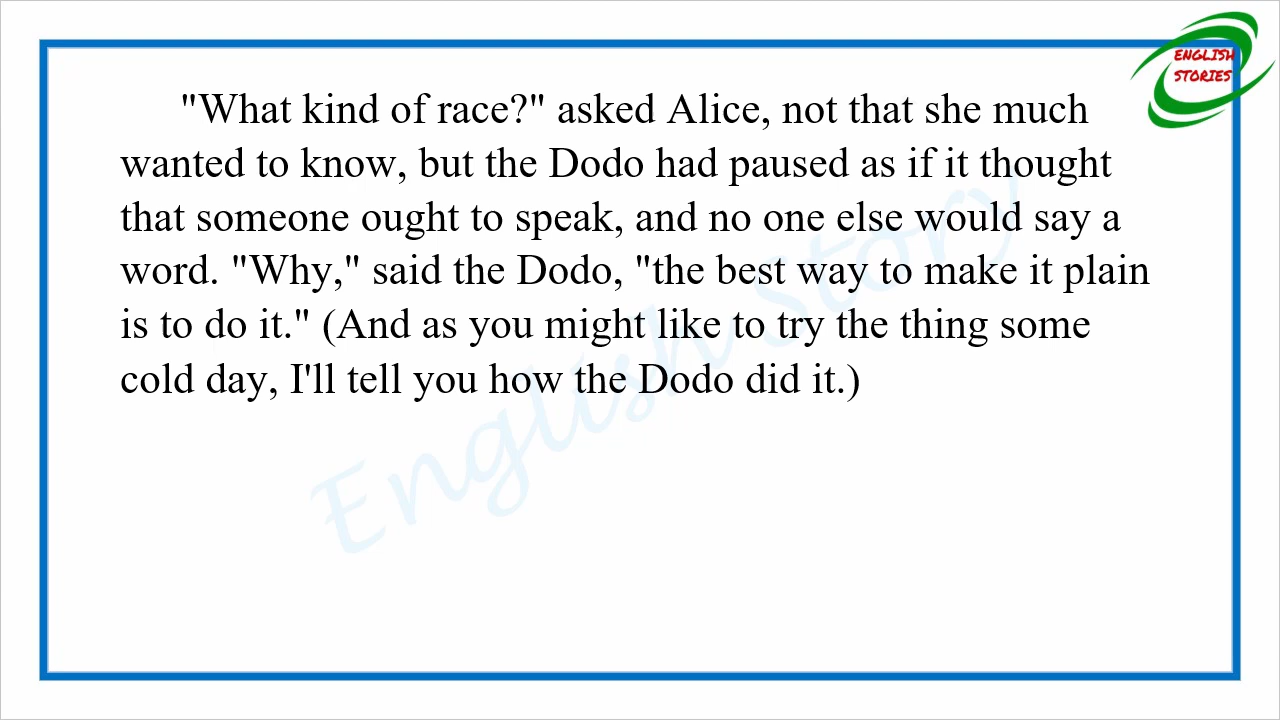 ENGLISH
STORIES
"What kind of race?" asked Alice, not that she much
wanted to know, but the Dodo had paused as if it thought
that someone ought to speak, and no one else would say a
word. "Why," said the Dodo, "the best way to make it plain
is to do it." (And as you might like to try the thing some
cold day, I'll tell you how the Dodo did it.)
English Story